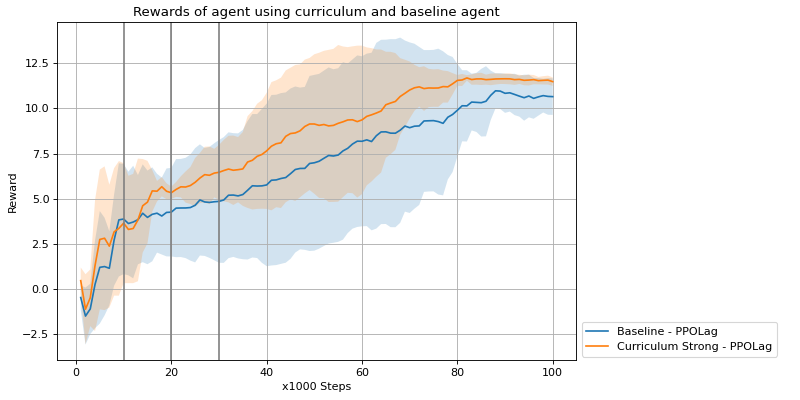 Rewards of agent using curriculum and baseline agent
12.5
10.0
7.5
5.0
2.5
0.0
−2.5
Reward
0 20 40 60 80 100
x1000 Steps
Baseline - PPOLag
Curriculum Strong - PPOLag